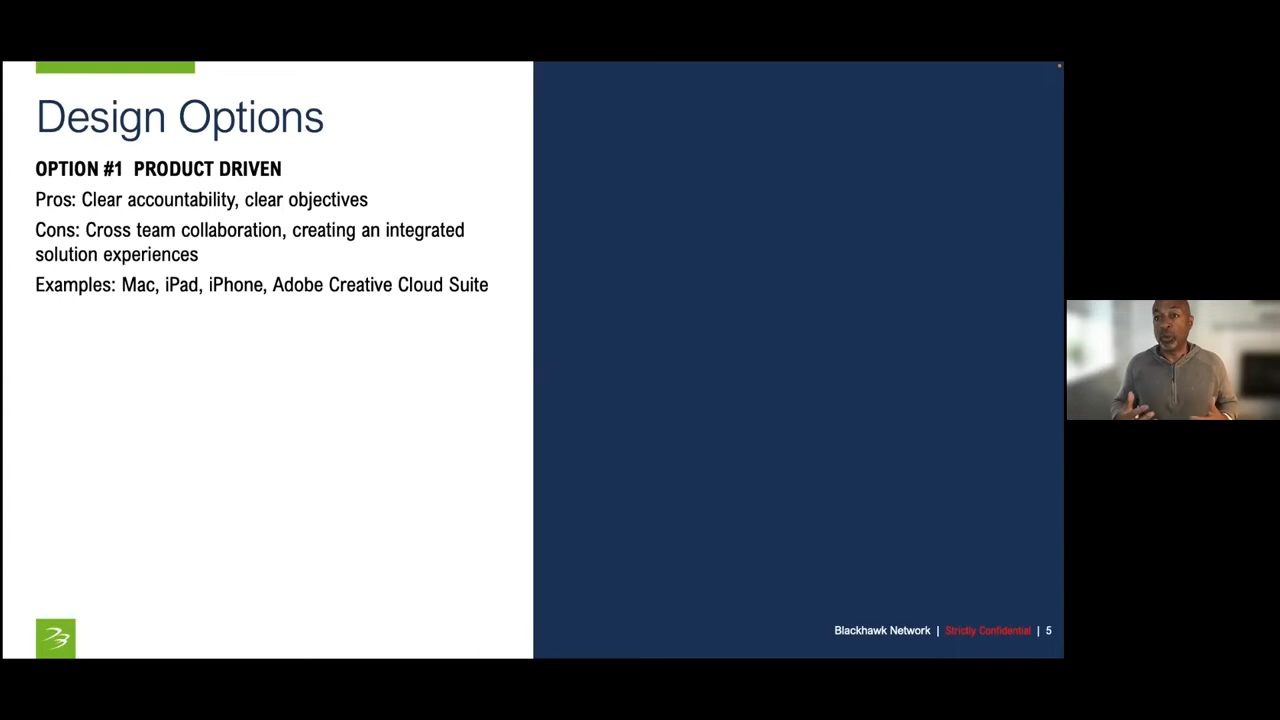 Design Options
OPTION #1 PRODUCT DRIVEN
Pros: Clear accountability, clear objectives
Cons: Cross team collaboration, creating an integrated
solution experiences
Examples: Mac, iPad, iPhone, Adobe Creative Cloud Suite
Blackhawk Network | Strictly Confidential | 5